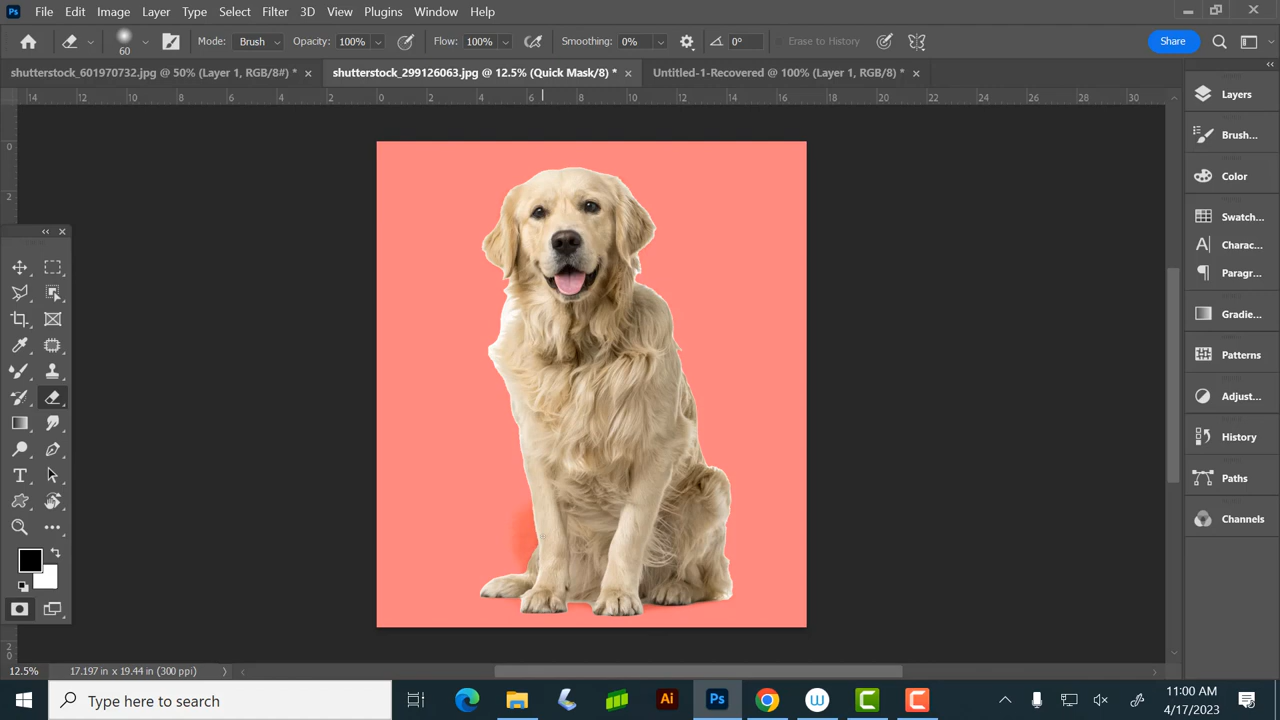 Ps File Edit Image Layer Type Select Filter 3D View Plugins Window Help
60 Mode: Brush Opacity: 100% Flow: 100% Smoothing: 0% 0° Erase to History Share
shutterstock_601970732.jpg @ 50% (Layer 1, RGB/8#) * × shutterstock_299126063.jpg @ 12.5% (Quick Mask/8) * × Untitled-1-Recovered @ 100% (Layer 1, RGB/8) * ×
14 12 10 8 6 4 2 0 2 4 6 8 10 12 14 16 18 20 22 24 26 28 30
0
2
Layers
Brush...
Color
Swatch...
Charac...
Paragr...
Gradie...
Patterns
Adjust...
History
Paths
Channels
12.5% 17.197 in x 19.44 in (300 ppi)
Type here to search
Ai Ps
11:00 AM
4/17/2023